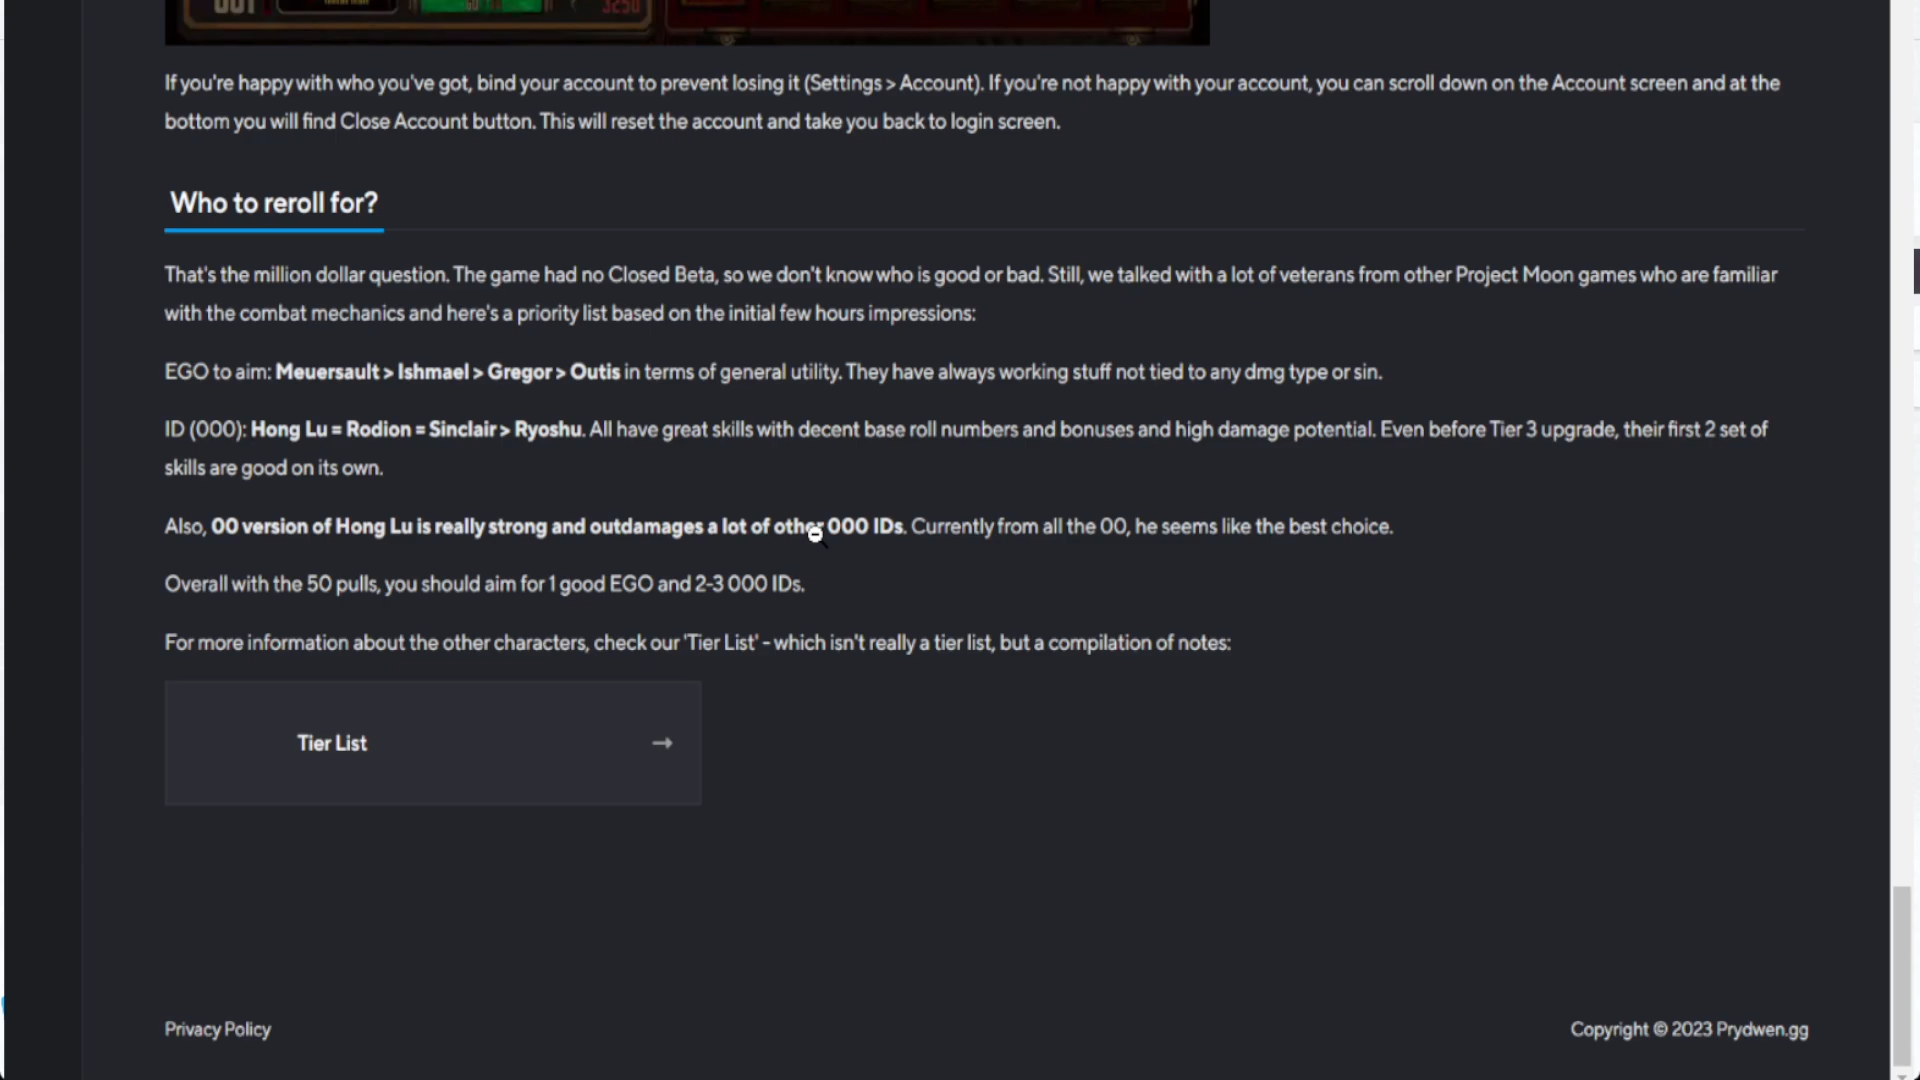 If you're happy with who you've got, bind your account to prevent losing it (Settings > Account). If you're not happy with your account, you can scroll down on the Account screen and at the
bottom you will find Close Account button. This will reset the account and take you back to login screen.
Who to reroll for?
That's the million dollar question. The game had no Closed Beta, so we don't know who is good or bad. Still, we talked with a lot of veterans from other Project Moon games who are familiar
with the combat mechanics and here's a priority list based on the initial few hours impressions:
EGO to aim: Meuersault > Ishmael > Gregor > Outis in terms of general utility. They have always working stuff not tied to any dmg type or sin.
ID (000): Hong Lu = Rodion = Sinclair > Ryoshu. All have great skills with decent base roll numbers and bonuses and high damage potential. Even before Tier 3 upgrade, their first 2 set of
skills are good on its own.
Also, 00 version of Hong Lu is really strong and outdamages a lot of other 000 IDs. Currently from all the 00, he seems like the best choice.
Overall with the 50 pulls, you should aim for 1 good EGO and 2-3 000 IDs.
For more information about the other characters, check our 'Tier List' - which isn't really a tier list, but a compilation of notes:
Tier List →
Privacy Policy
Copyright © 2023 Prydwen.gg